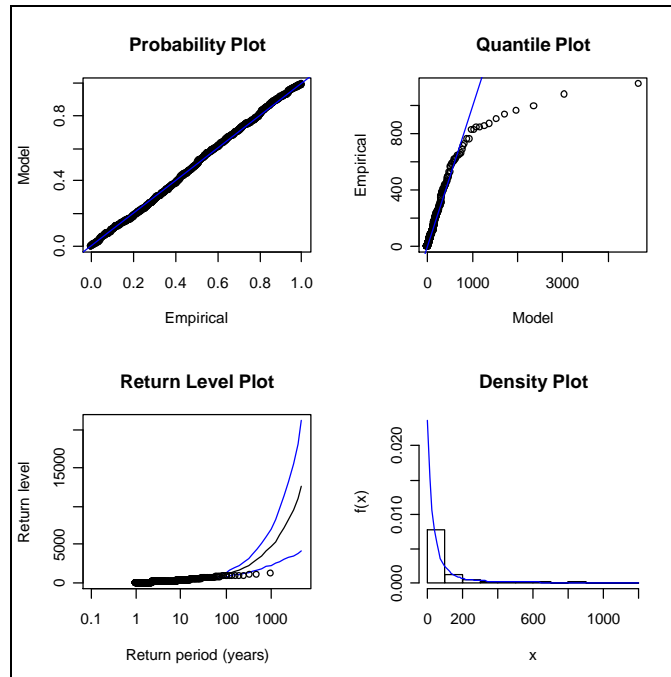 Probability Plot
Model
0.0 0.4 0.8
0.0 0.2 0.4 0.6 0.8 1.0
Empirical
Quantile Plot
Empirical
0 400 800
0 1000 3000
Model
Return Level Plot
Return level
0 5000 15000
0.1 1 10 100 1000
Return period (years)
Density Plot
f(x)
0.000 0.010 0.020
0 200 600 1000
x